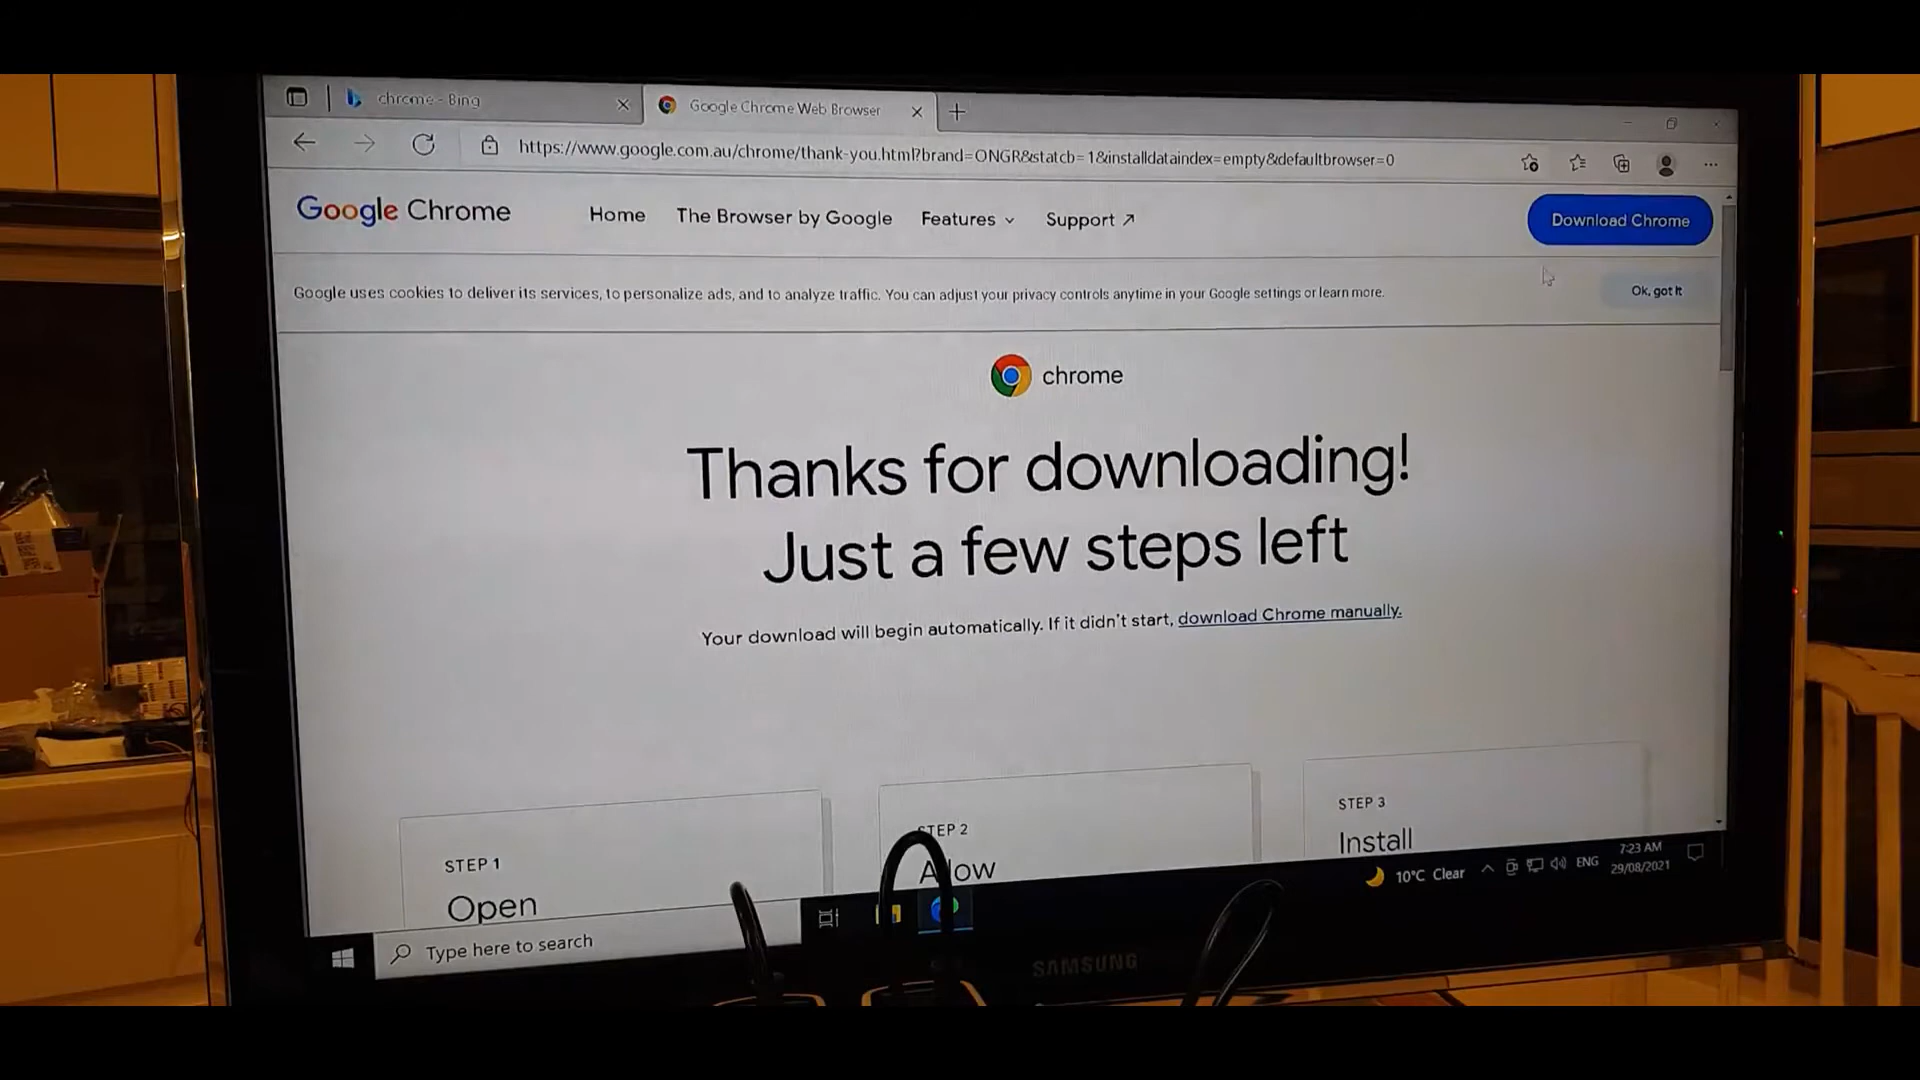 chrome - Bing
Google Chrome Web Browser
https://www.google.com.au/chrome/thank-you.html?brand=ONGR&statcb=1&installdataindex=empty&defaultbrowser=0
Google Chrome Home The Browser by Google Features Support Download Chrome
Google uses cookies to deliver its services, to personalize ads, and to analyze traffic. You can adjust your privacy controls anytime in your Google settings or learn more. Ok, got it
chrome
Thanks for downloading!
Just a few steps left
Your download will begin automatically. If it didn't start, download Chrome manually.
STEP 1
Open
STEP 2
Allow
STEP 3
Install
Type here to search
10°C Clear
ENG
7:23 AM
29/08/2021
SAMSUNG